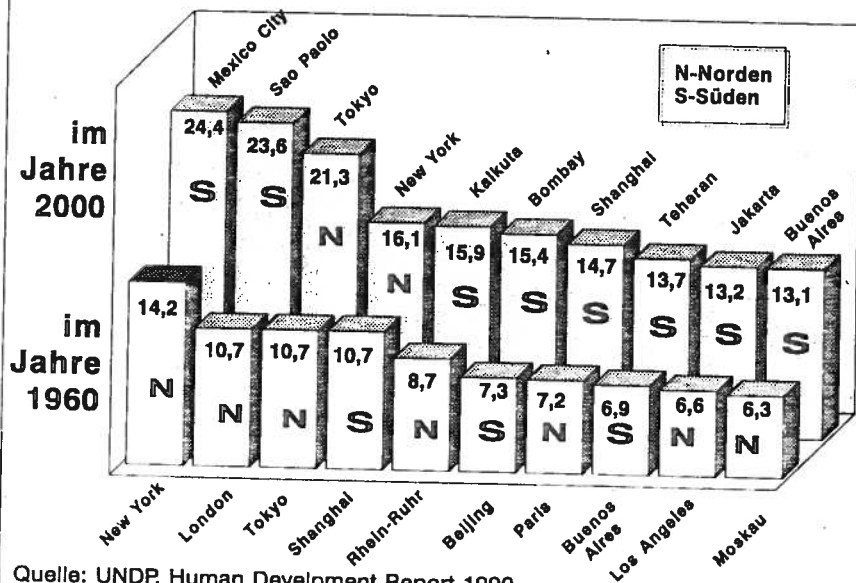 Mexico City
Sao Paolo
Tokyo
New York
Kalkuta
Bombay
Shanghai
Teheran
Jakarta
Buenos
Aires
N-Norden
S-Süden
im
Jahre
2000
24,4
23,6
21,3
16,1
15,9
15,4
14,7
13,7
13,2
13,1
S
S
N
N
S
S
S
S
S
S
im
Jahre
1960
14,2
10,7
10,7
10,7
8,7
7,3
7,2
6,9
6,6
6,3
N
N
N
S
N
S
N
S
N
N
New York
London
Tokyo
Shanghai
Rhein-Ruhr
Beijing
Paris
Buenos
Aires
Los Angeles
Moskau
Quelle: UNDP, Human Development Report 1990